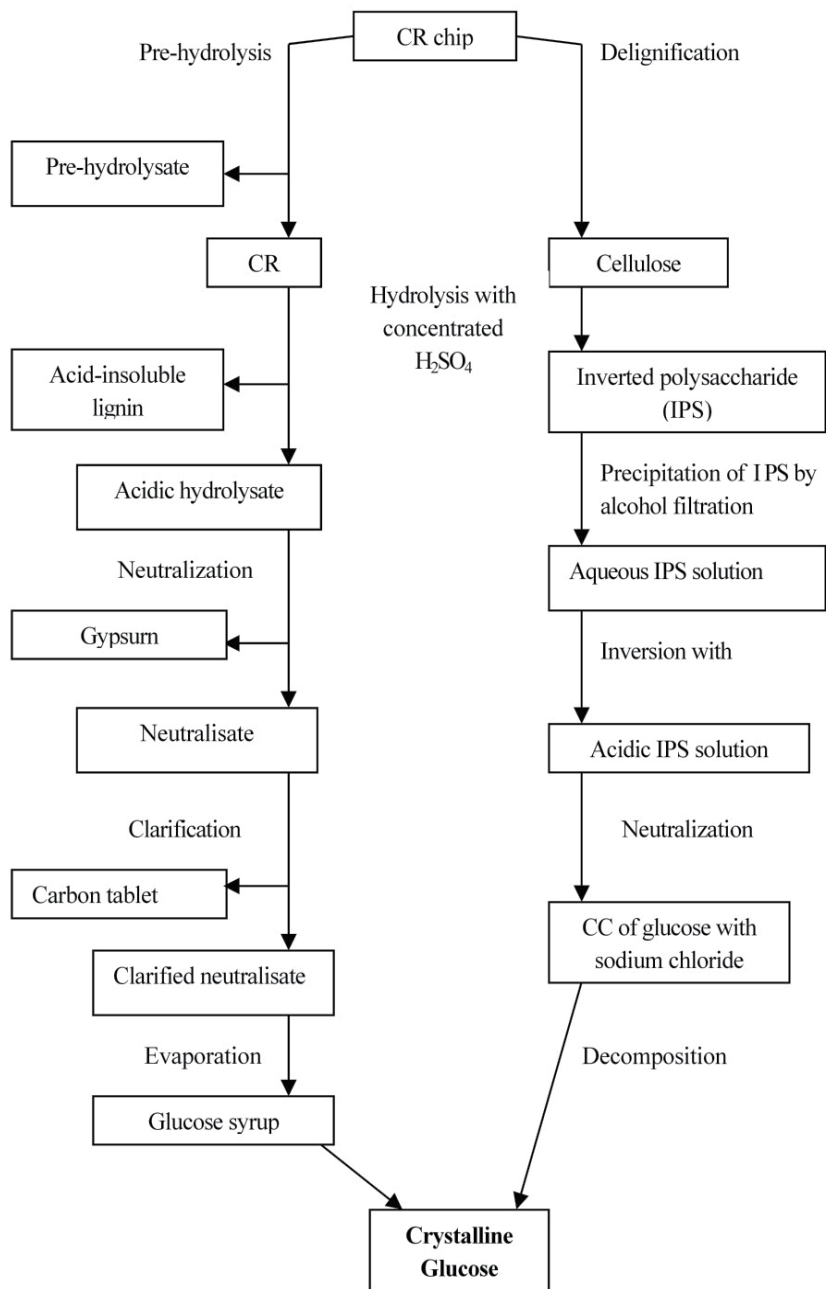 CR chip
Pre-hydrolysis
Delignification
Pre-hydrolysate
CR
Cellulose
Hydrolysis with
concentrated
H₂SO₄
Acid-insoluble
lignin
Inverted polysaccharide
(IPS)
Acidic hydrolysate
Precipitation of IPS by
alcohol filtration
Neutralization
Aqueous IPS solution
Gypsurn
Inversion with
Neutralisate
Acidic IPS solution
Clarification
Neutralization
Carbon tablet
CC of glucose with
sodium chloride
Clarified neutralisate
Evaporation
Decomposition
Glucose syrup
Crystalline
Glucose